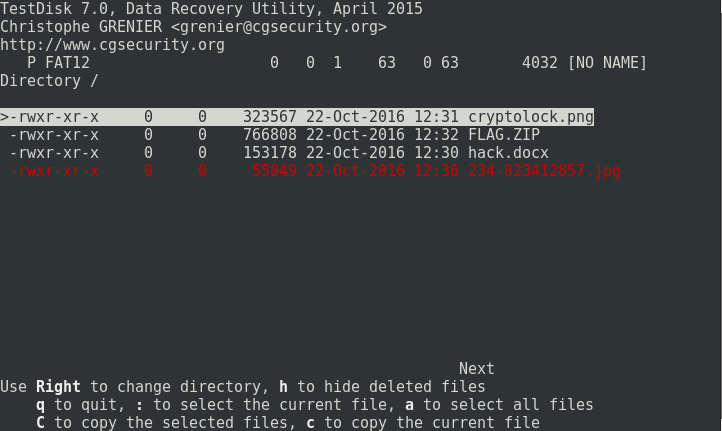 TestDisk 7.0, Data Recovery Utility, April 2015
Christophe GRENIER <grenier@cgsecurity.org>
http://www.cgsecurity.org
P FAT12 0 0 1 63 0 63 4032 [NO NAME]
Directory /
>-rwxr-xr-x 0 0 323567 22-Oct-2016 12:31 cryptolock.png
-rwxr-xr-x 0 0 766808 22-Oct-2016 12:32 FLAG.ZIP
-rwxr-xr-x 0 0 153178 22-Oct-2016 12:30 hack.docx
-rwxr-xr-x 0 0 55049 22-Oct-2016 12:36 234-823412857.jpg
Next
Use Right to change directory, h to hide deleted files
q to quit, : to select the current file, a to select all files
C to copy the selected files, c to copy the current file